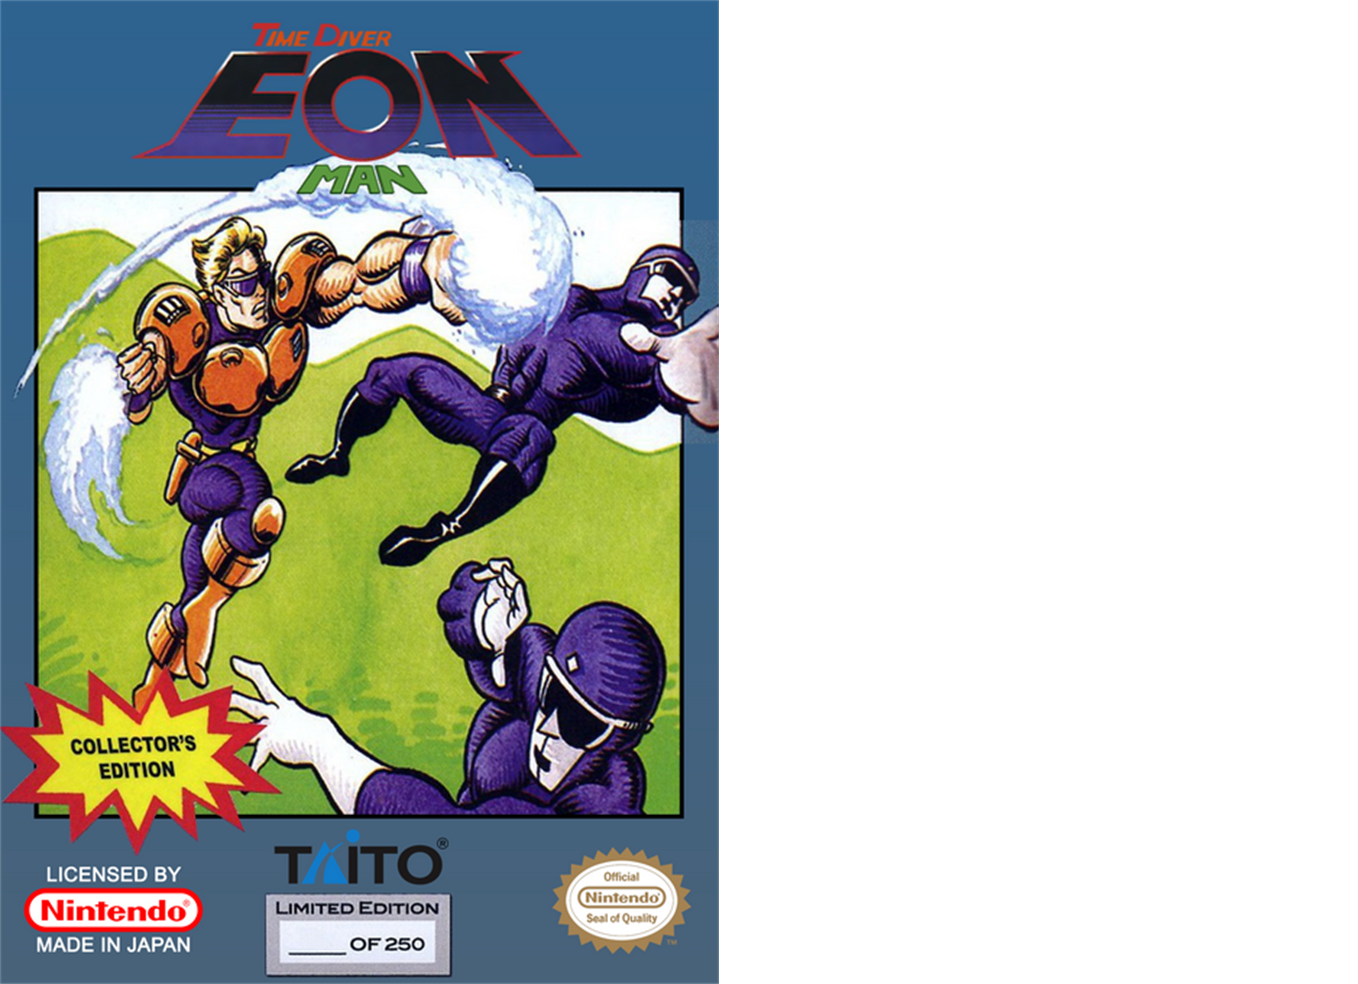 TIME DIVER
EON
MAN
COLLECTOR'S
EDITION
LICENSED BY
Nintendo®
MADE IN JAPAN
TAITO®
LIMITED EDITION
_____ OF 250
Official
Nintendo®
Seal of Quality
TM